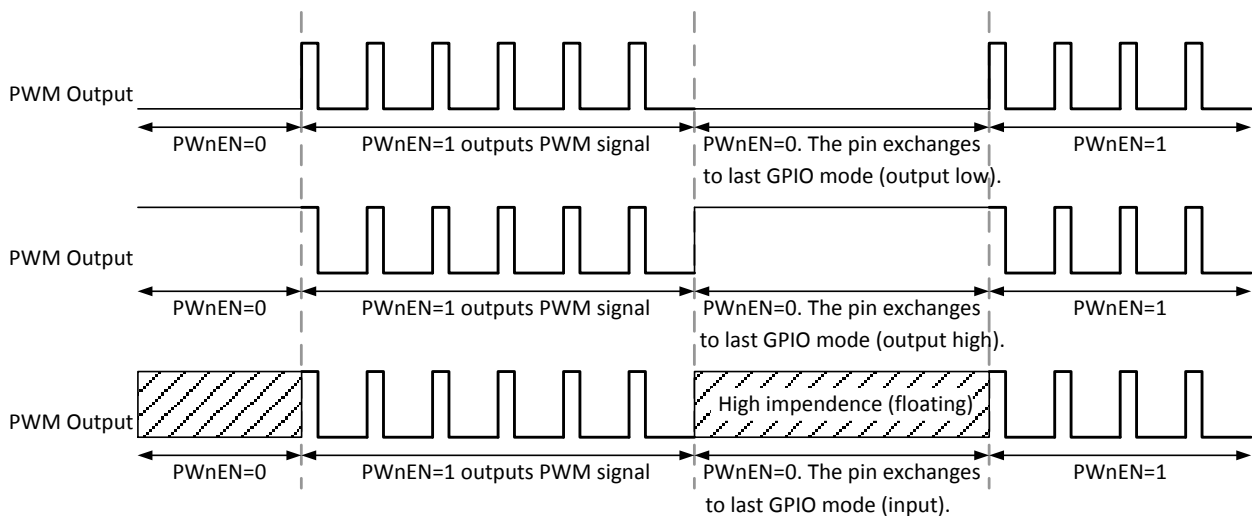 PWM Output
PWnEN=0
PWnEN=1 outputs PWM signal
PWnEN=0. The pin exchanges
to last GPIO mode (output low).
PWnEN=1
PWM Output
PWnEN=0
PWnEN=1 outputs PWM signal
PWnEN=0. The pin exchanges
to last GPIO mode (output high).
PWnEN=1
PWM Output
High impendence (floating)
PWnEN=0
PWnEN=1 outputs PWM signal
PWnEN=0. The pin exchanges
to last GPIO mode (input).
PWnEN=1